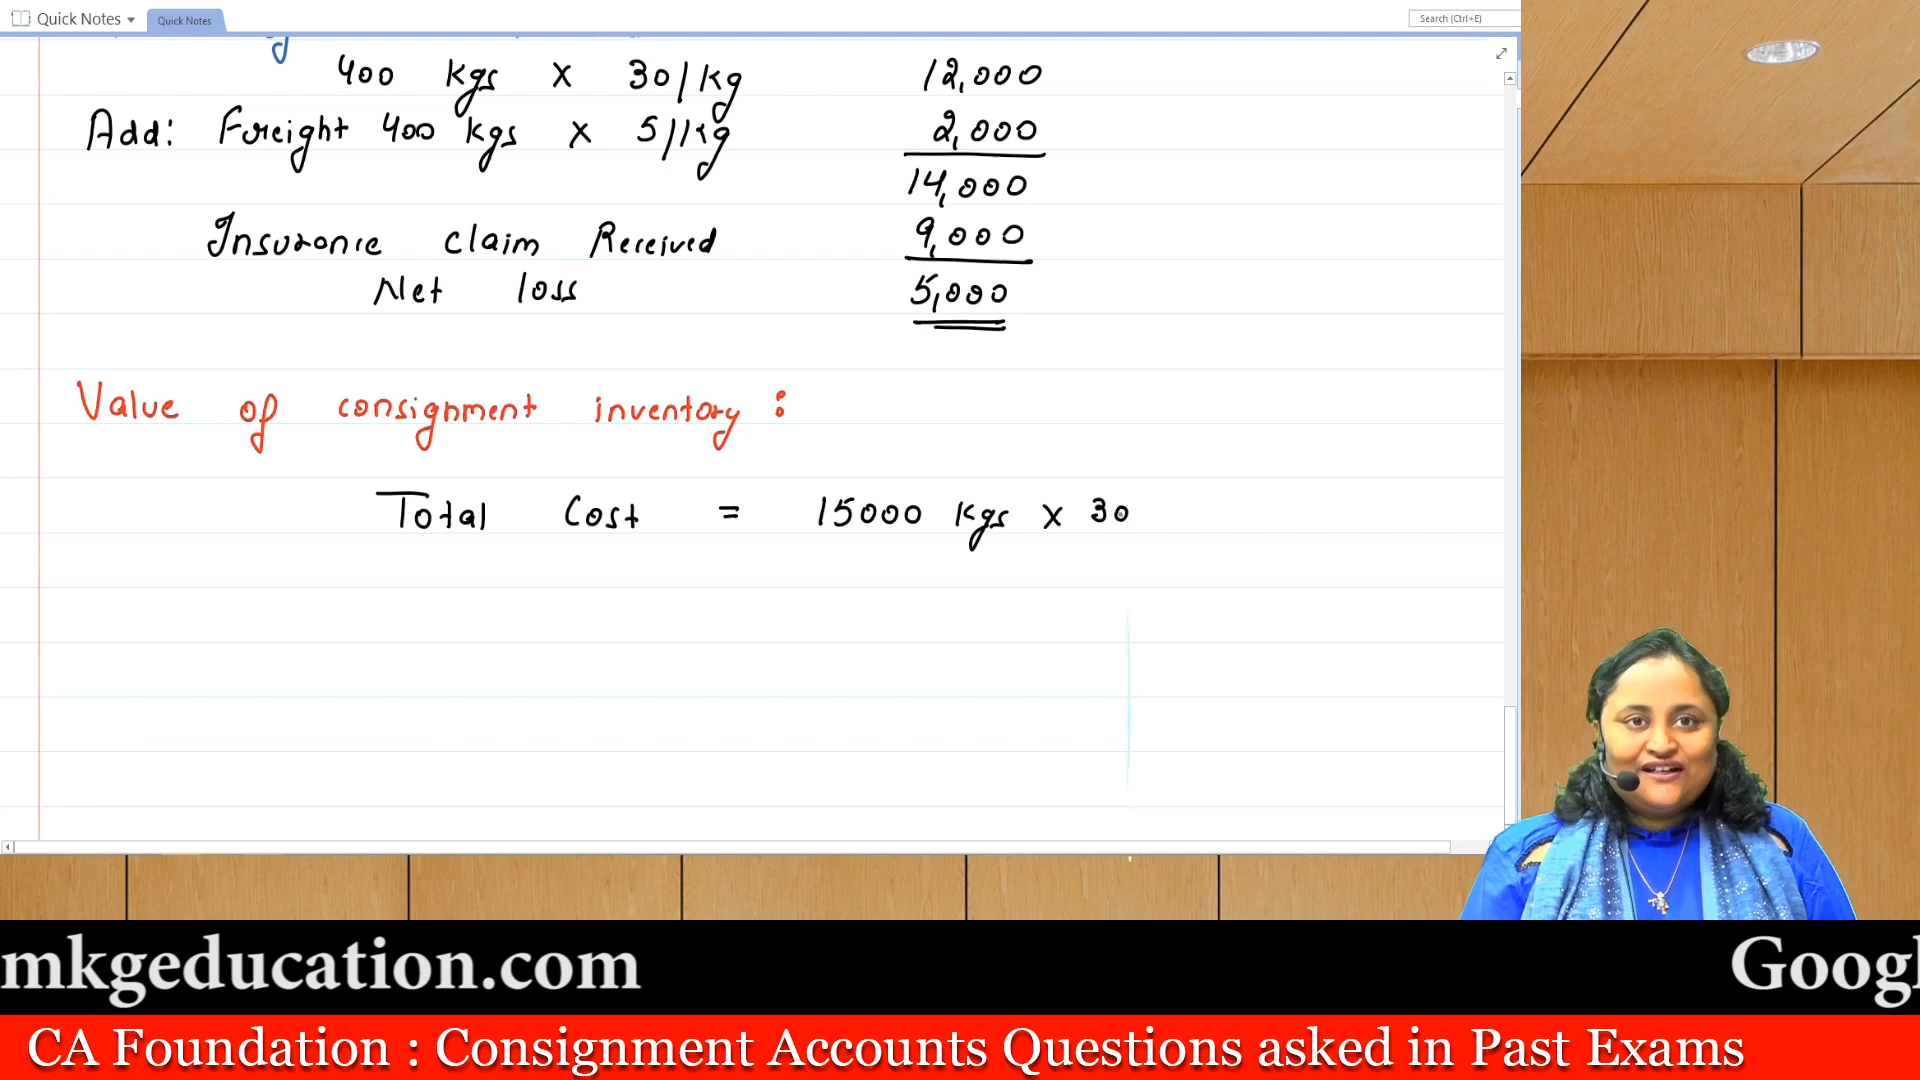 Quick Notes
Quick Notes
Search (Ctrl+E)
400 kgs x 30/kg 12,000
Add: Freight 400 kgs x 5/kg 2,000
14,000
Insurance claim Received 9,000
Net loss 5,000
Value of consignment inventory :
Total Cost = 15000 kgs x 30
mkgeducation.com
Googl
CA Foundation : Consignment Accounts Questions asked in Past Exams